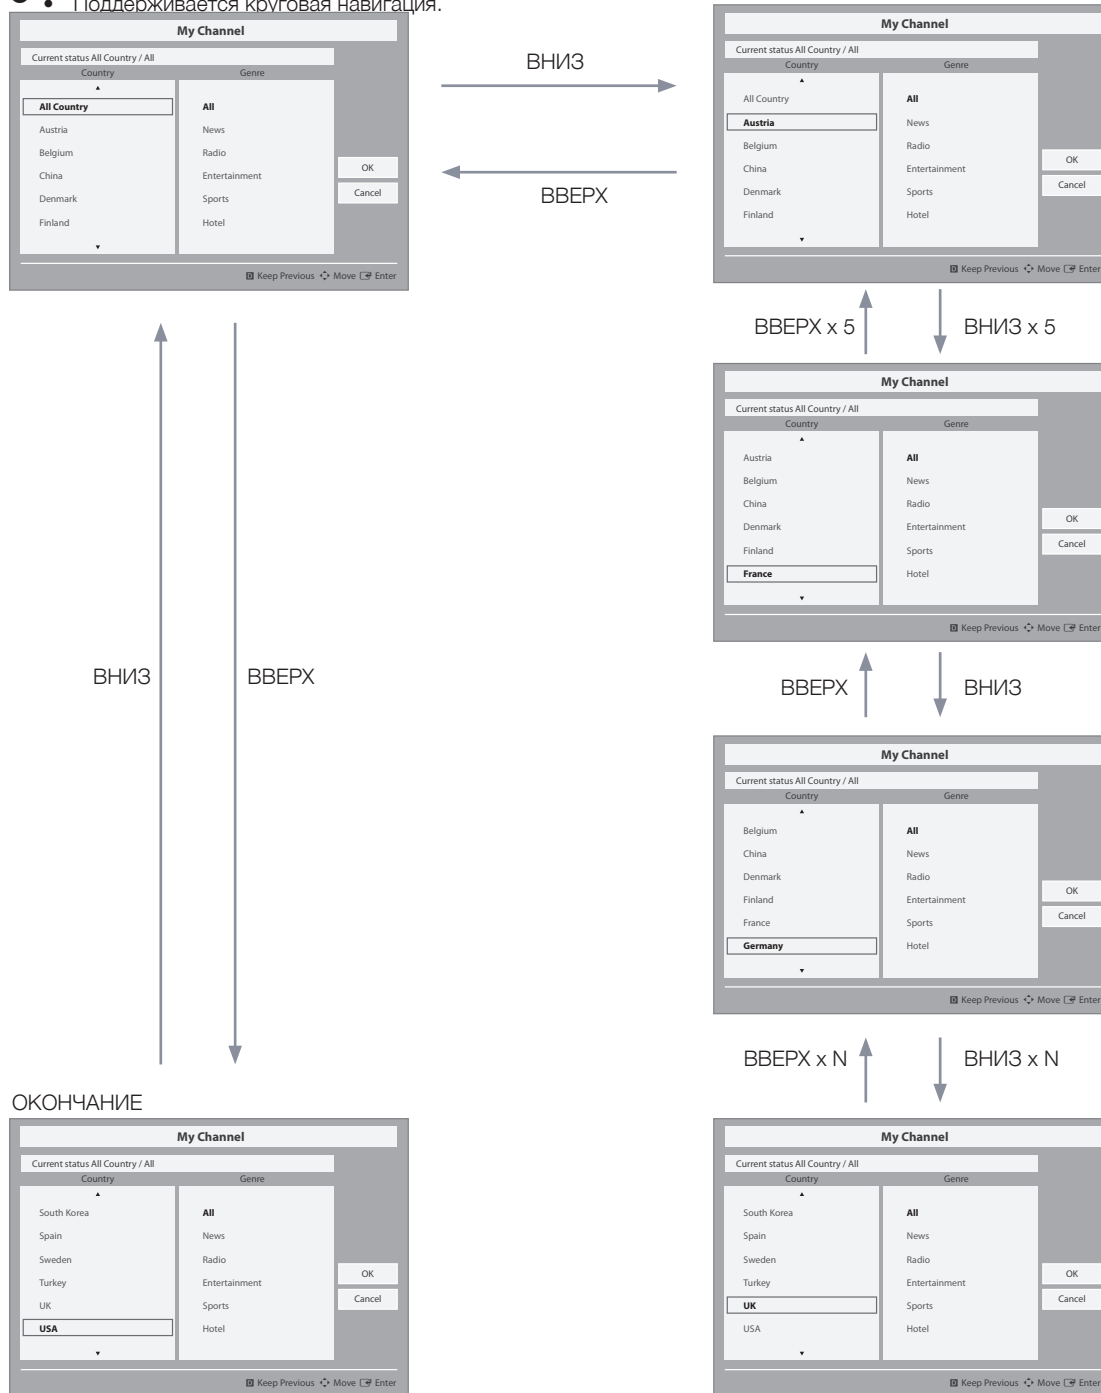 • Поддерживается круговая навигация.
My Channel
Current status All Country / All
Country Genre
All Country All
Austria News
Belgium Radio
China Entertainment
Denmark Sports
Finland Hotel
OK
Cancel
D Keep Previous Move Enter
ВНИЗ
ВВЕРХ
My Channel
Current status All Country / All
Country Genre
All Country All
Austria News
Belgium Radio
China Entertainment
Denmark Sports
Finland Hotel
OK
Cancel
D Keep Previous Move Enter
ВВЕРХ x 5 ВНИЗ x 5
My Channel
Current status All Country / All
Country Genre
Austria All
Belgium News
China Radio
Denmark Entertainment
Finland Sports
France Hotel
OK
Cancel
D Keep Previous Move Enter
ВНИЗ ВВЕРХ
ВВЕРХ ВНИЗ
My Channel
Current status All Country / All
Country Genre
Belgium All
China News
Denmark Radio
Finland Entertainment
France Sports
Germany Hotel
OK
Cancel
D Keep Previous Move Enter
ВВЕРХ x N ВНИЗ x N
ОКОНЧАНИЕ
My Channel
Current status All Country / All
Country Genre
South Korea All
Spain News
Sweden Radio
Turkey Entertainment
UK Sports
USA Hotel
OK
Cancel
D Keep Previous Move Enter
My Channel
Current status All Country / All
Country Genre
South Korea All
Spain News
Sweden Radio
Turkey Entertainment
UK Sports
USA Hotel
OK
Cancel
D Keep Previous Move Enter